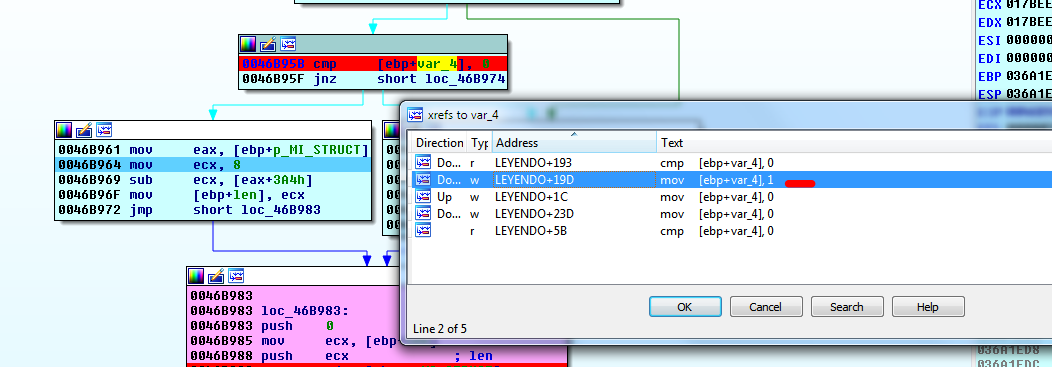 0046B95B cmp [ebp+var_4], 0
0046B95F jnz short loc_46B974
0046B961 mov eax, [ebp+p_MI_STRUCT]
0046B964 mov ecx, 8
0046B969 sub ecx, [eax+3A4h]
0046B96F mov [ebp+len], ecx
0046B972 jmp short loc_46B983
0046B983
0046B983 loc_46B983:
0046B983 push 0
0046B985 mov ecx, [ebp
0046B988 push ecx ; len
xrefs to var_4
Direction Ty Address Text
Do... r LEYENDO+193 cmp [ebp+var_4], 0
Do... w LEYENDO+19D mov [ebp+var_4], 1
Up w LEYENDO+1C mov [ebp+var_4], 0
Do... w LEYENDO+23D mov [ebp+var_4], 0
r LEYENDO+5B cmp [ebp+var_4], 0
OK Cancel Search Help
Line 2 of 5
ECX 017BEE
EDX 017BEE
ESI 000000
EDI 000000
EBP 036A1E
ESP 036A1E
036A1ED8
036A1EDC